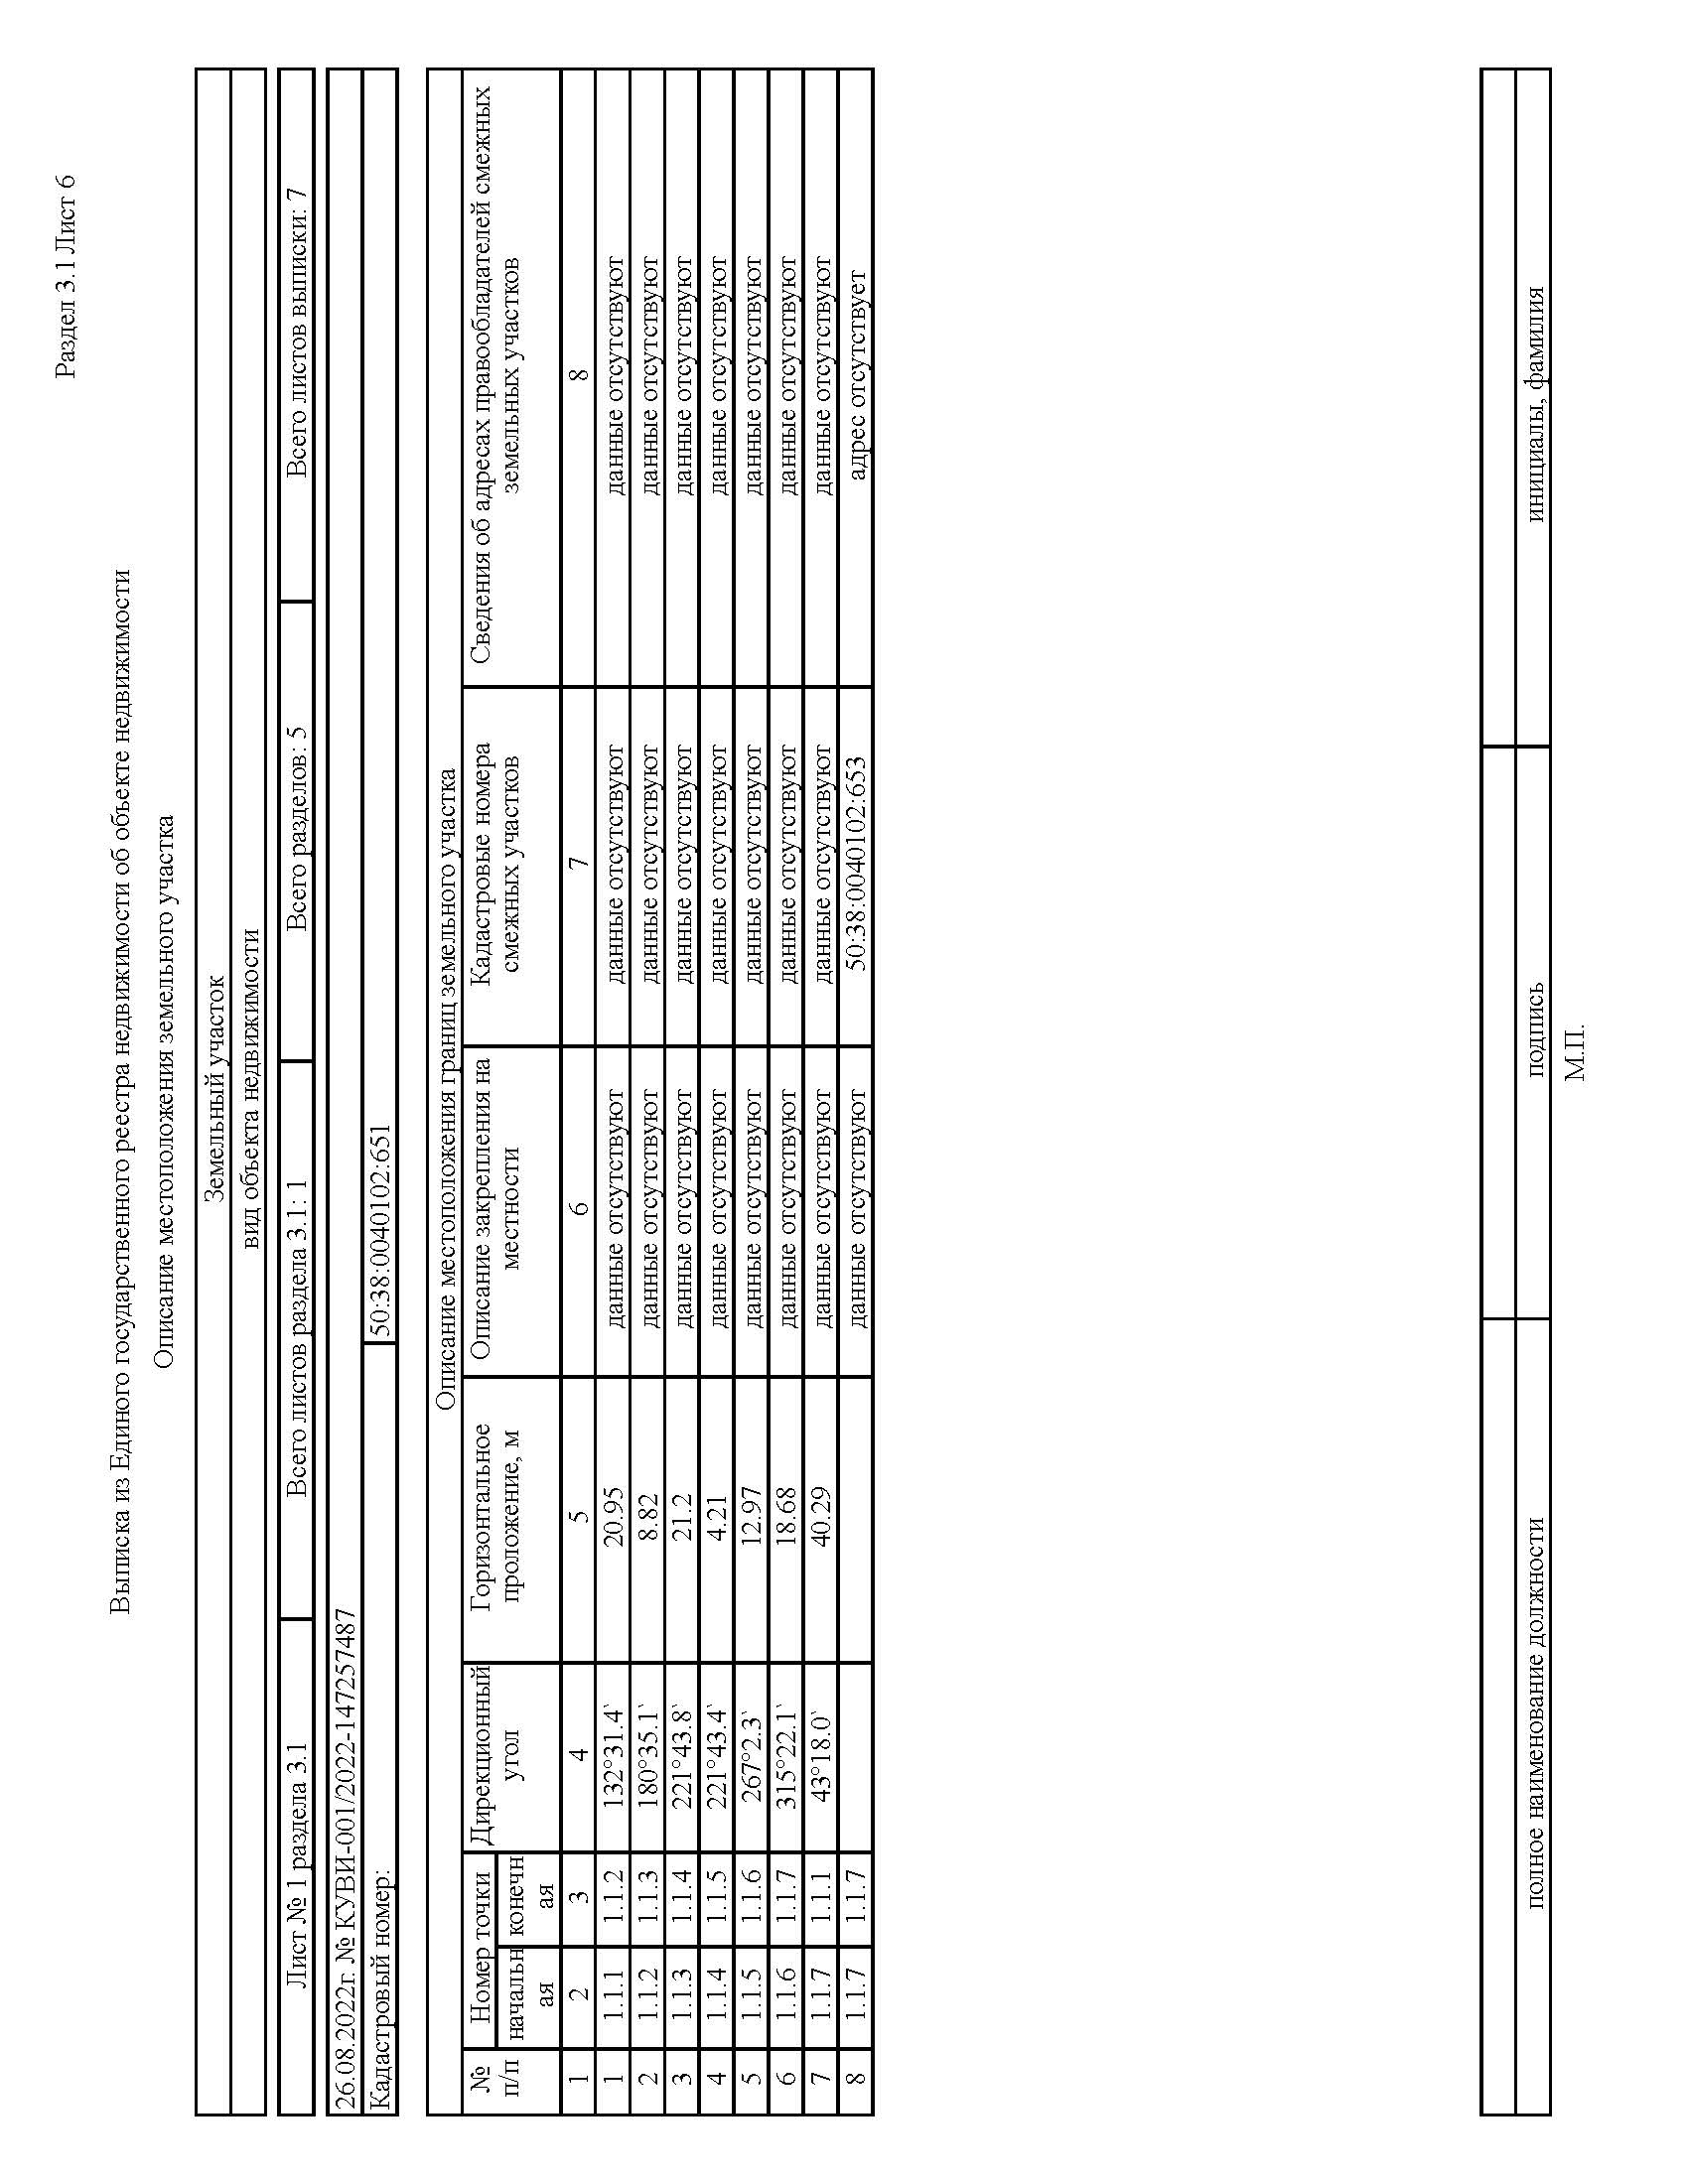 Раздел 3.1 Лист 6
Выписка из Единого государственного реестра недвижимости об объекте недвижимости
Описание местоположения земельного участка
Земельный участок
вид объекта недвижимости
Лист № 1 раздела 3.1 Всего листов раздела 3.1: 1 Всего разделов: 5 Всего листов выписки: 7
26.08.2022г. № КУВИ-001/2022-147257487
Кадастровый номер: 50:38:0040102:651
Описание местоположения границ земельного участка
№ Номер точки Дирекционный Горизонтальное Описание закрепления на Кадастровые номера Сведения об адресах правообладателей смежных
п/п начальн конечн угол проложение, м местности смежных участков земельных участков
ая ая
1 2 3 4 5 6 7 8
1 1.1.1 1.1.2 132°31.4` 20.95 данные отсутствуют данные отсутствуют данные отсутствуют
2 1.1.2 1.1.3 180°35.1` 8.82 данные отсутствуют данные отсутствуют данные отсутствуют
3 1.1.3 1.1.4 221°43.8` 21.2 данные отсутствуют данные отсутствуют данные отсутствуют
4 1.1.4 1.1.5 221°43.4` 4.21 данные отсутствуют данные отсутствуют данные отсутствуют
5 1.1.5 1.1.6 267°2.3` 12.97 данные отсутствуют данные отсутствуют данные отсутствуют
6 1.1.6 1.1.7 315°22.1` 18.68 данные отсутствуют данные отсутствуют данные отсутствуют
7 1.1.7 1.1.1 43°18.0` 40.29 данные отсутствуют данные отсутствуют данные отсутствуют
8 1.1.7 1.1.7 данные отсутствуют 50:38:0040102:653 адрес отсутствует
полное наименование должности подпись инициалы, фамилия
М.П.